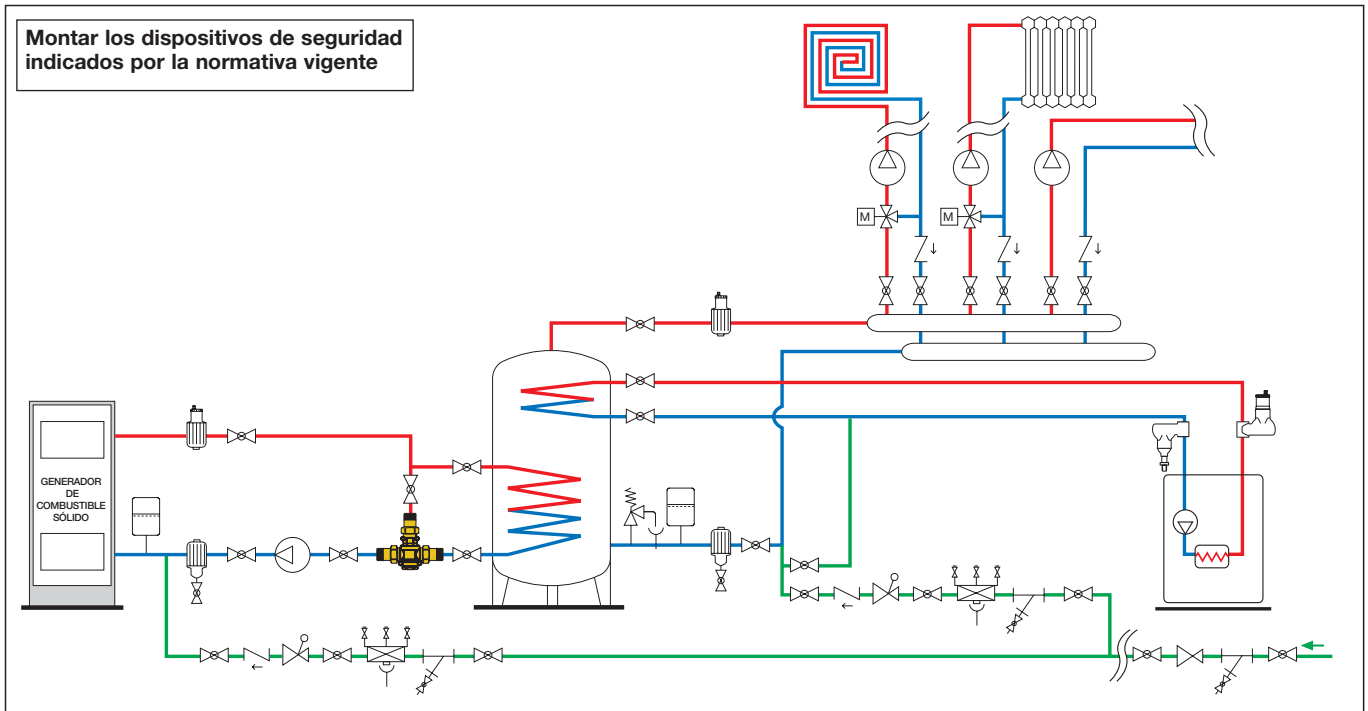 Montar los dispositivos de seguridad
indicados por la normativa vigente
M
M
GENERADOR
DE
COMBUSTIBLE
SÓLIDO